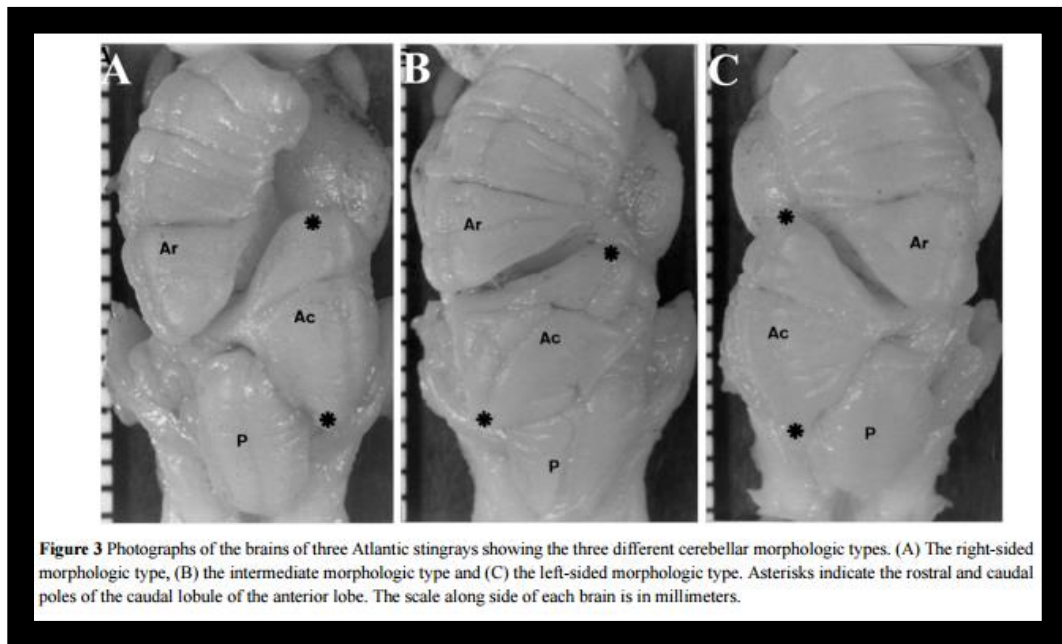 A B C
Ar Ar Ar
Ac Ac Ac
P P P
Figure 3 Photographs of the brains of three Atlantic stingrays showing the three different cerebellar morphologic types. (A) The right-sided
morphologic type, (B) the intermediate morphologic type and (C) the left-sided morphologic type. Asterisks indicate the rostral and caudal
poles of the caudal lobule of the anterior lobe. The scale along side of each brain is in millimeters.